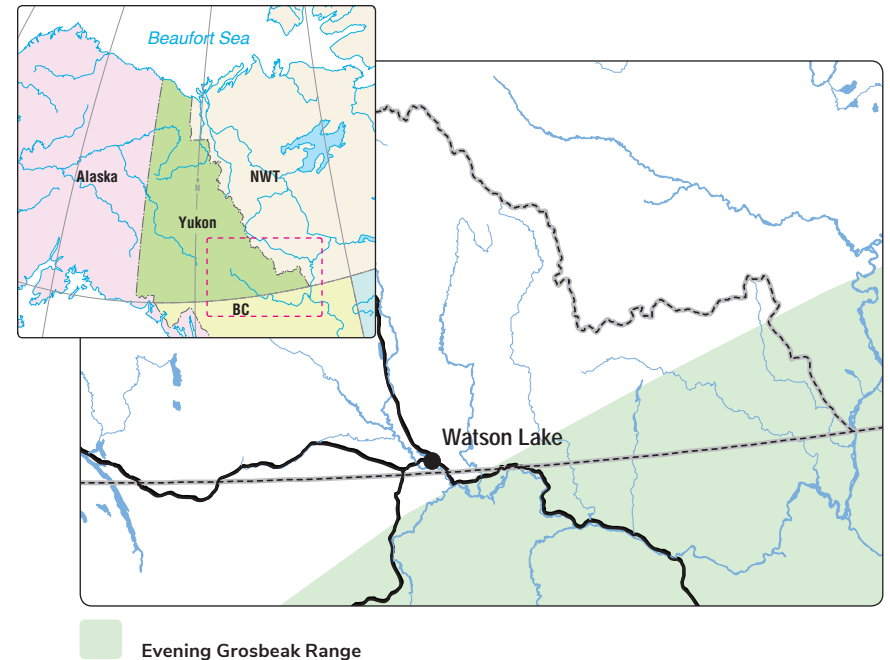 Beaufort Sea
Alaska
NWT
Yukon
BC
Watson Lake
Evening Grosbeak Range